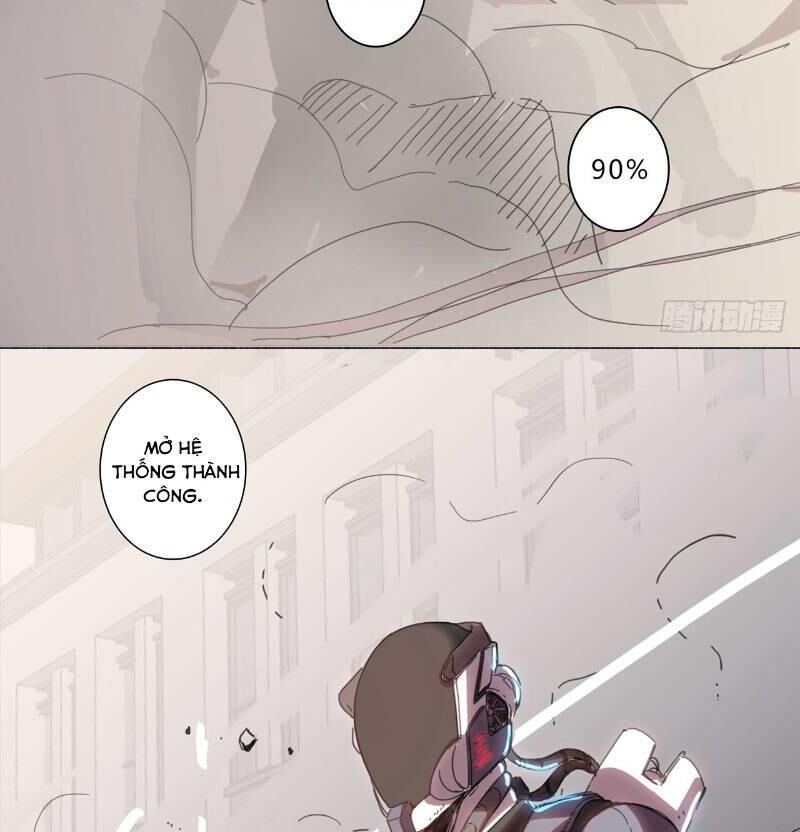 90%
腾讯动漫
MỞ HỆ
THỐNG THÀNH
CÔNG.